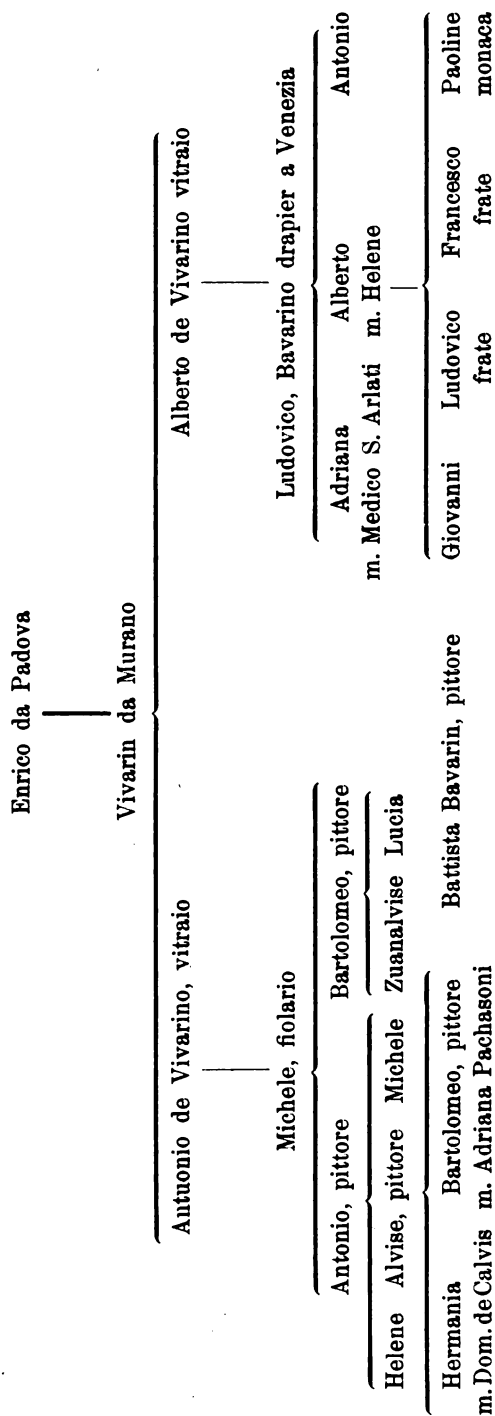 Enrico da Padova
Vivarin da Murano
Autuonio de Vivarino, vitraio
Alberto de Vivarino vitraio
Michele, fiolario
Ludovico, Bavarino drapier a Venezia
Antonio, pittore
Bartolomeo, pittore
Adriana
Alberto
Antonio
m. Medico S. Arlati
m. Helene
Helene
Alvise, pittore
Michele
Zuanalvise
Lucia
Hermania
Bartolomeo, pittore
Battista Bavarin, pittore
Giovanni
Ludovico
Francesco
Paoline
m. Dom. de Calvis
m. Adriana Pachasoni
frate
frate
monaca